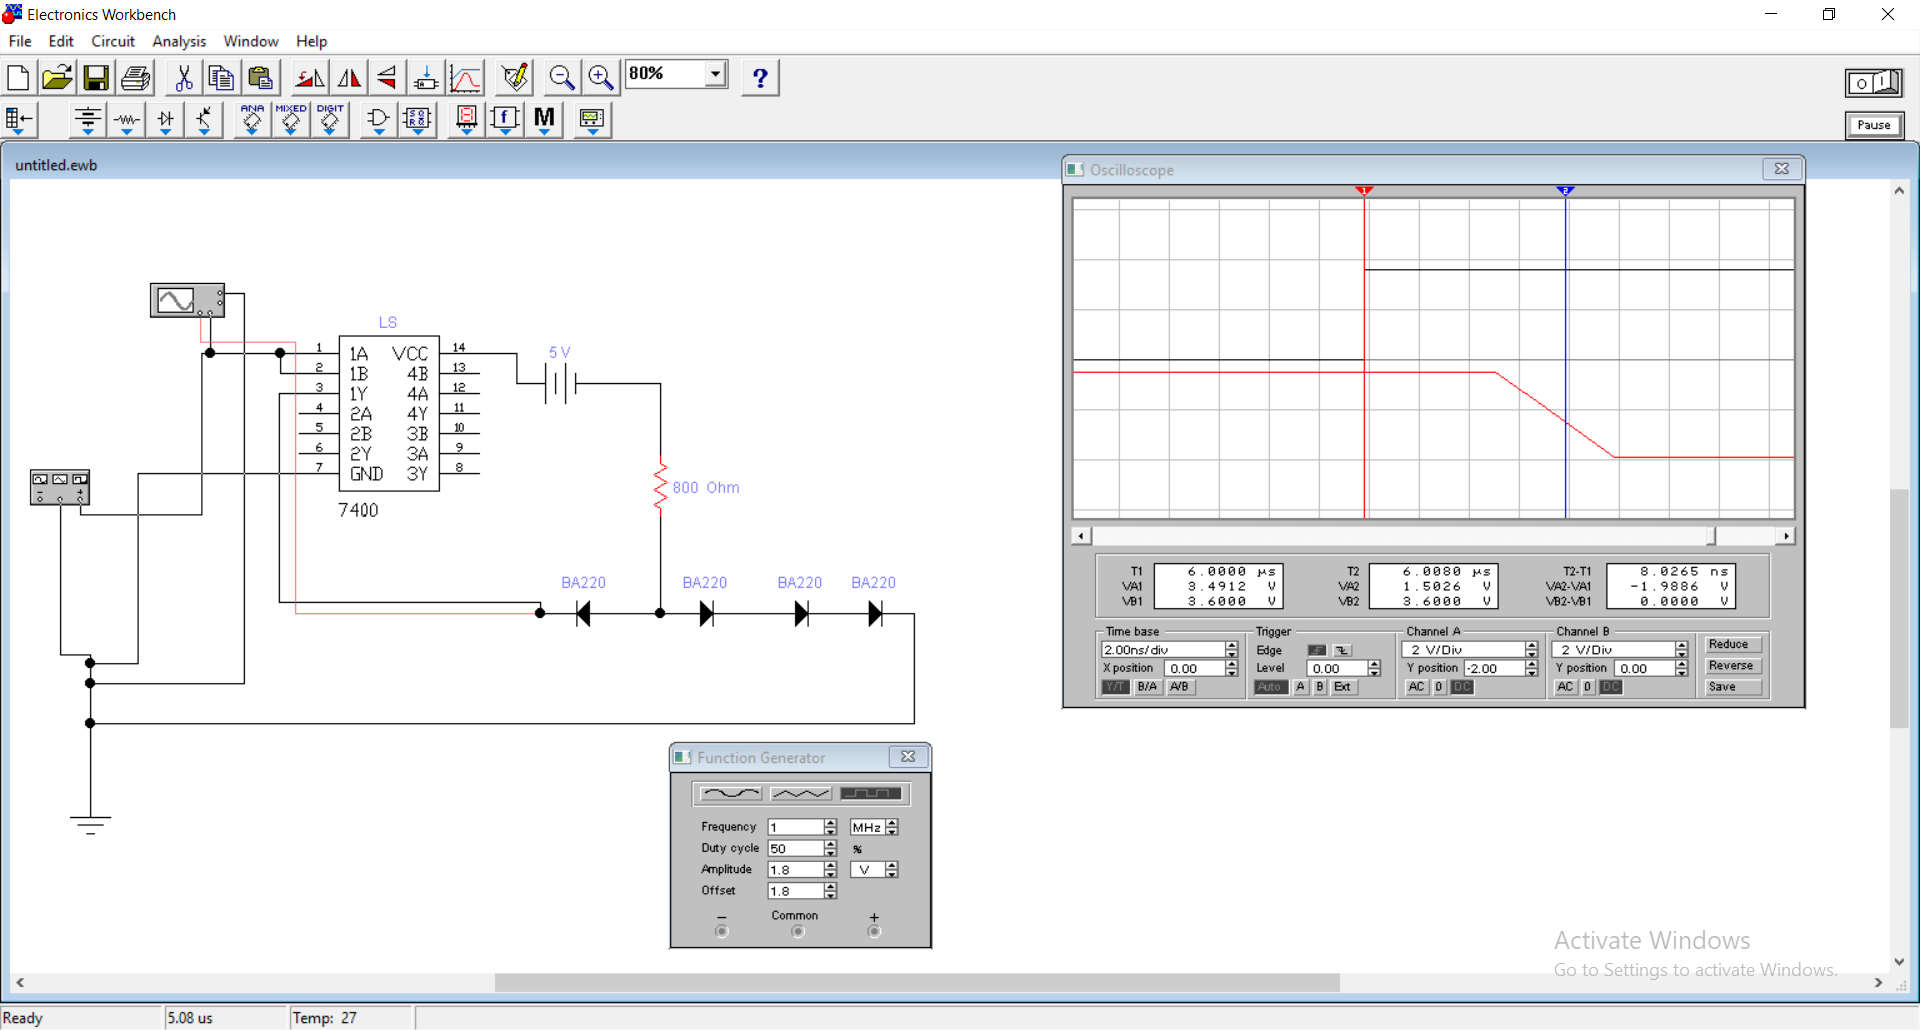 Electronics Workbench
File Edit Circuit Analysis Window Help
80%
?
ANA MIXED DIGIT
f M
Pause
untitled.ewb
Oscilloscope
1 2
LS
5 V
1 1A VCC 14
2 1B 4B 13
3 1Y 4A 12
4 2A 4Y 11
5 2B 3B 10
6 2Y 3A 9
7 GND 3Y 8
7400
800 Ohm
BA220 BA220 BA220 BA220
T1 6.0000 µs T2 6.0080 µs T2-T1 8.0265 ns
VA1 3.4912 V VA2 1.5026 V VA2-VA1 -1.9886 V
VB1 3.6000 V VB2 3.6000 V VB2-VB1 0.0000 V
Time base Trigger Channel A Channel B
2.00ns/div Edge 2 V/Div 2 V/Div Reduce
X position 0.00 Level 0.00 Y position -2.00 Y position 0.00 Reverse
Y/T B/A A/B Auto A B Ext AC 0 DC AC 0 DC Save
Function Generator
Frequency 1 MHz
Duty cycle 50 %
Amplitude 1.8 V
Offset 1.8
− Common +
Activate Windows
Go to Settings to activate Windows.
Ready 5.08 us Temp: 27